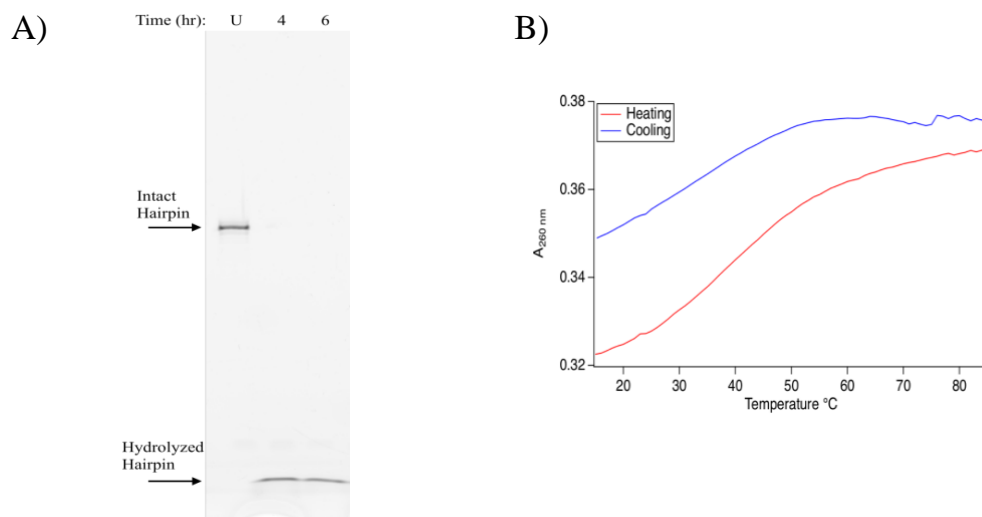 A)
Time (hr): U 4 6
Intact
Hairpin
Hydrolyzed
Hairpin
B)
0.38
0.36
0.34
0.32
A260 nm
Heating
Cooling
20 30 40 50 60 70 80
Temperature °C